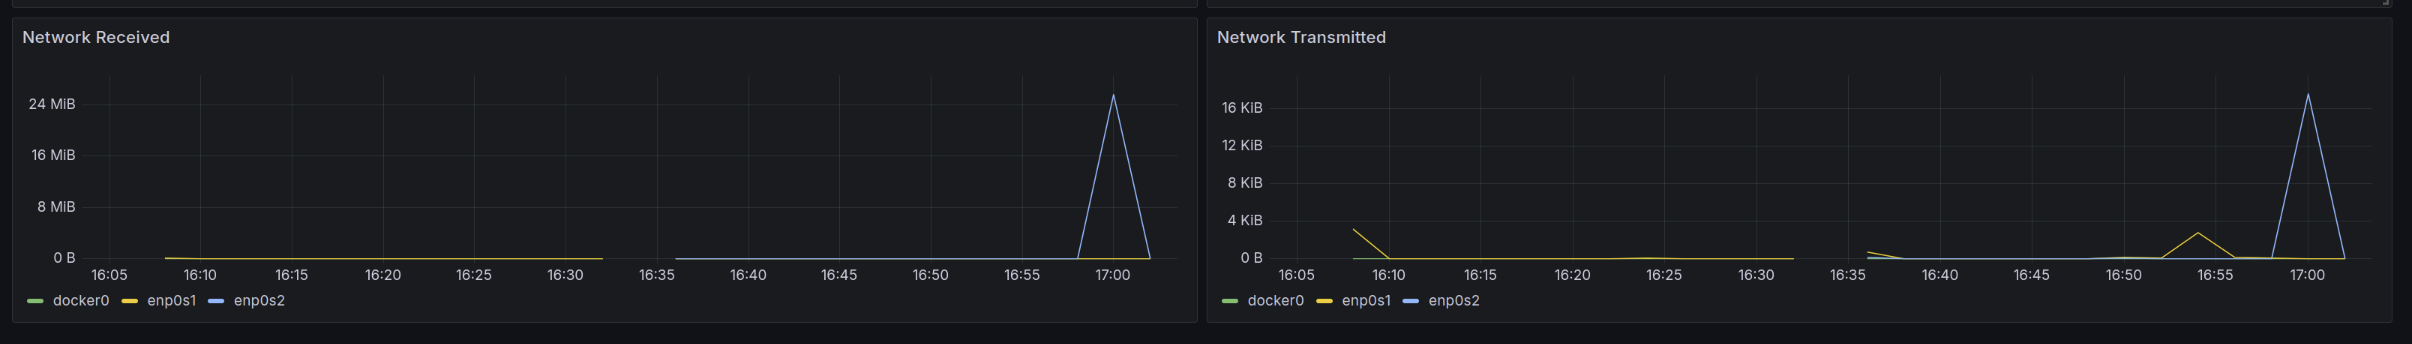 Network Received
24 MiB
16 MiB
8 MiB
0 B
16:05 16:10 16:15 16:20 16:25 16:30 16:35 16:40 16:45 16:50 16:55 17:00
docker0 enp0s1 enp0s2
Network Transmitted
16 KiB
12 KiB
8 KiB
4 KiB
0 B
16:05 16:10 16:15 16:20 16:25 16:30 16:35 16:40 16:45 16:50 16:55 17:00
docker0 enp0s1 enp0s2